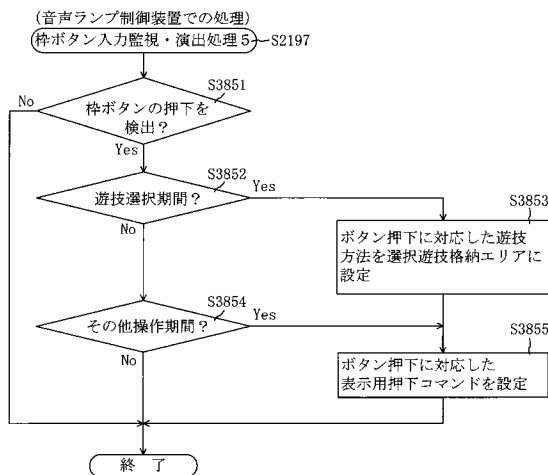 (音声ランプ制御装置での処理)
枠ボタン入力監視・演出処理5
S2197
S3851
No
枠ボタンの押下を
検出?
Yes
S3852
遊技選択期間?
Yes
No
S3853
ボタン押下に対応した遊技
方法を選択遊技格納エリアに
設定
S3854
その他操作期間?
Yes
No
S3855
ボタン押下に対応した
表示用押下コマンドを設定
終 了